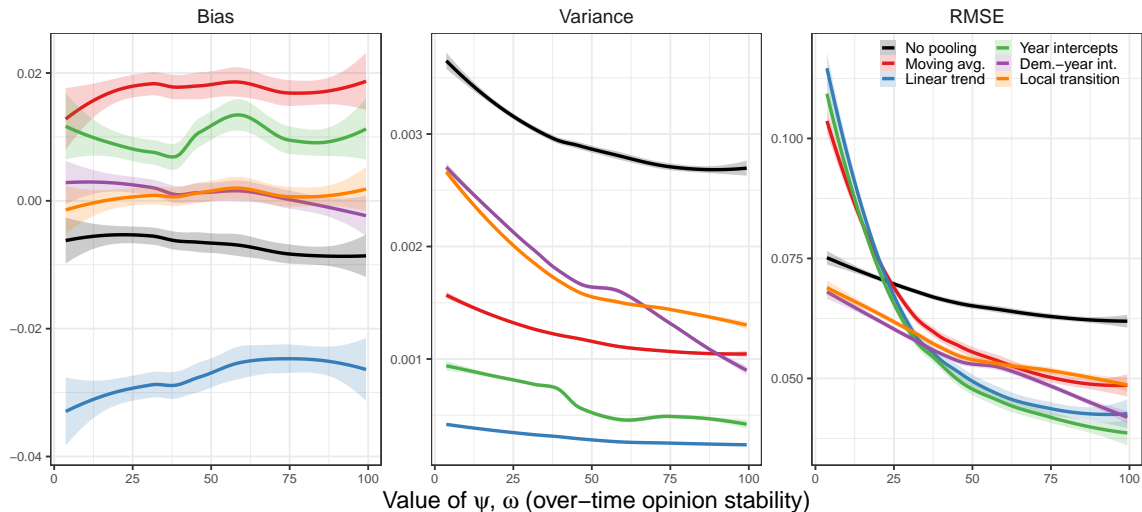 Bias
Variance
RMSE
0.02
0.00
−0.02
−0.04
0.003
0.002
0.001
0.100
0.075
0.050
No pooling
Moving avg.
Linear trend
Year intercepts
Dem.−year int.
Local transition
0 25 50 75 100
0 25 50 75 100
0 25 50 75 100
Value of ψ, ω (over−time opinion stability)